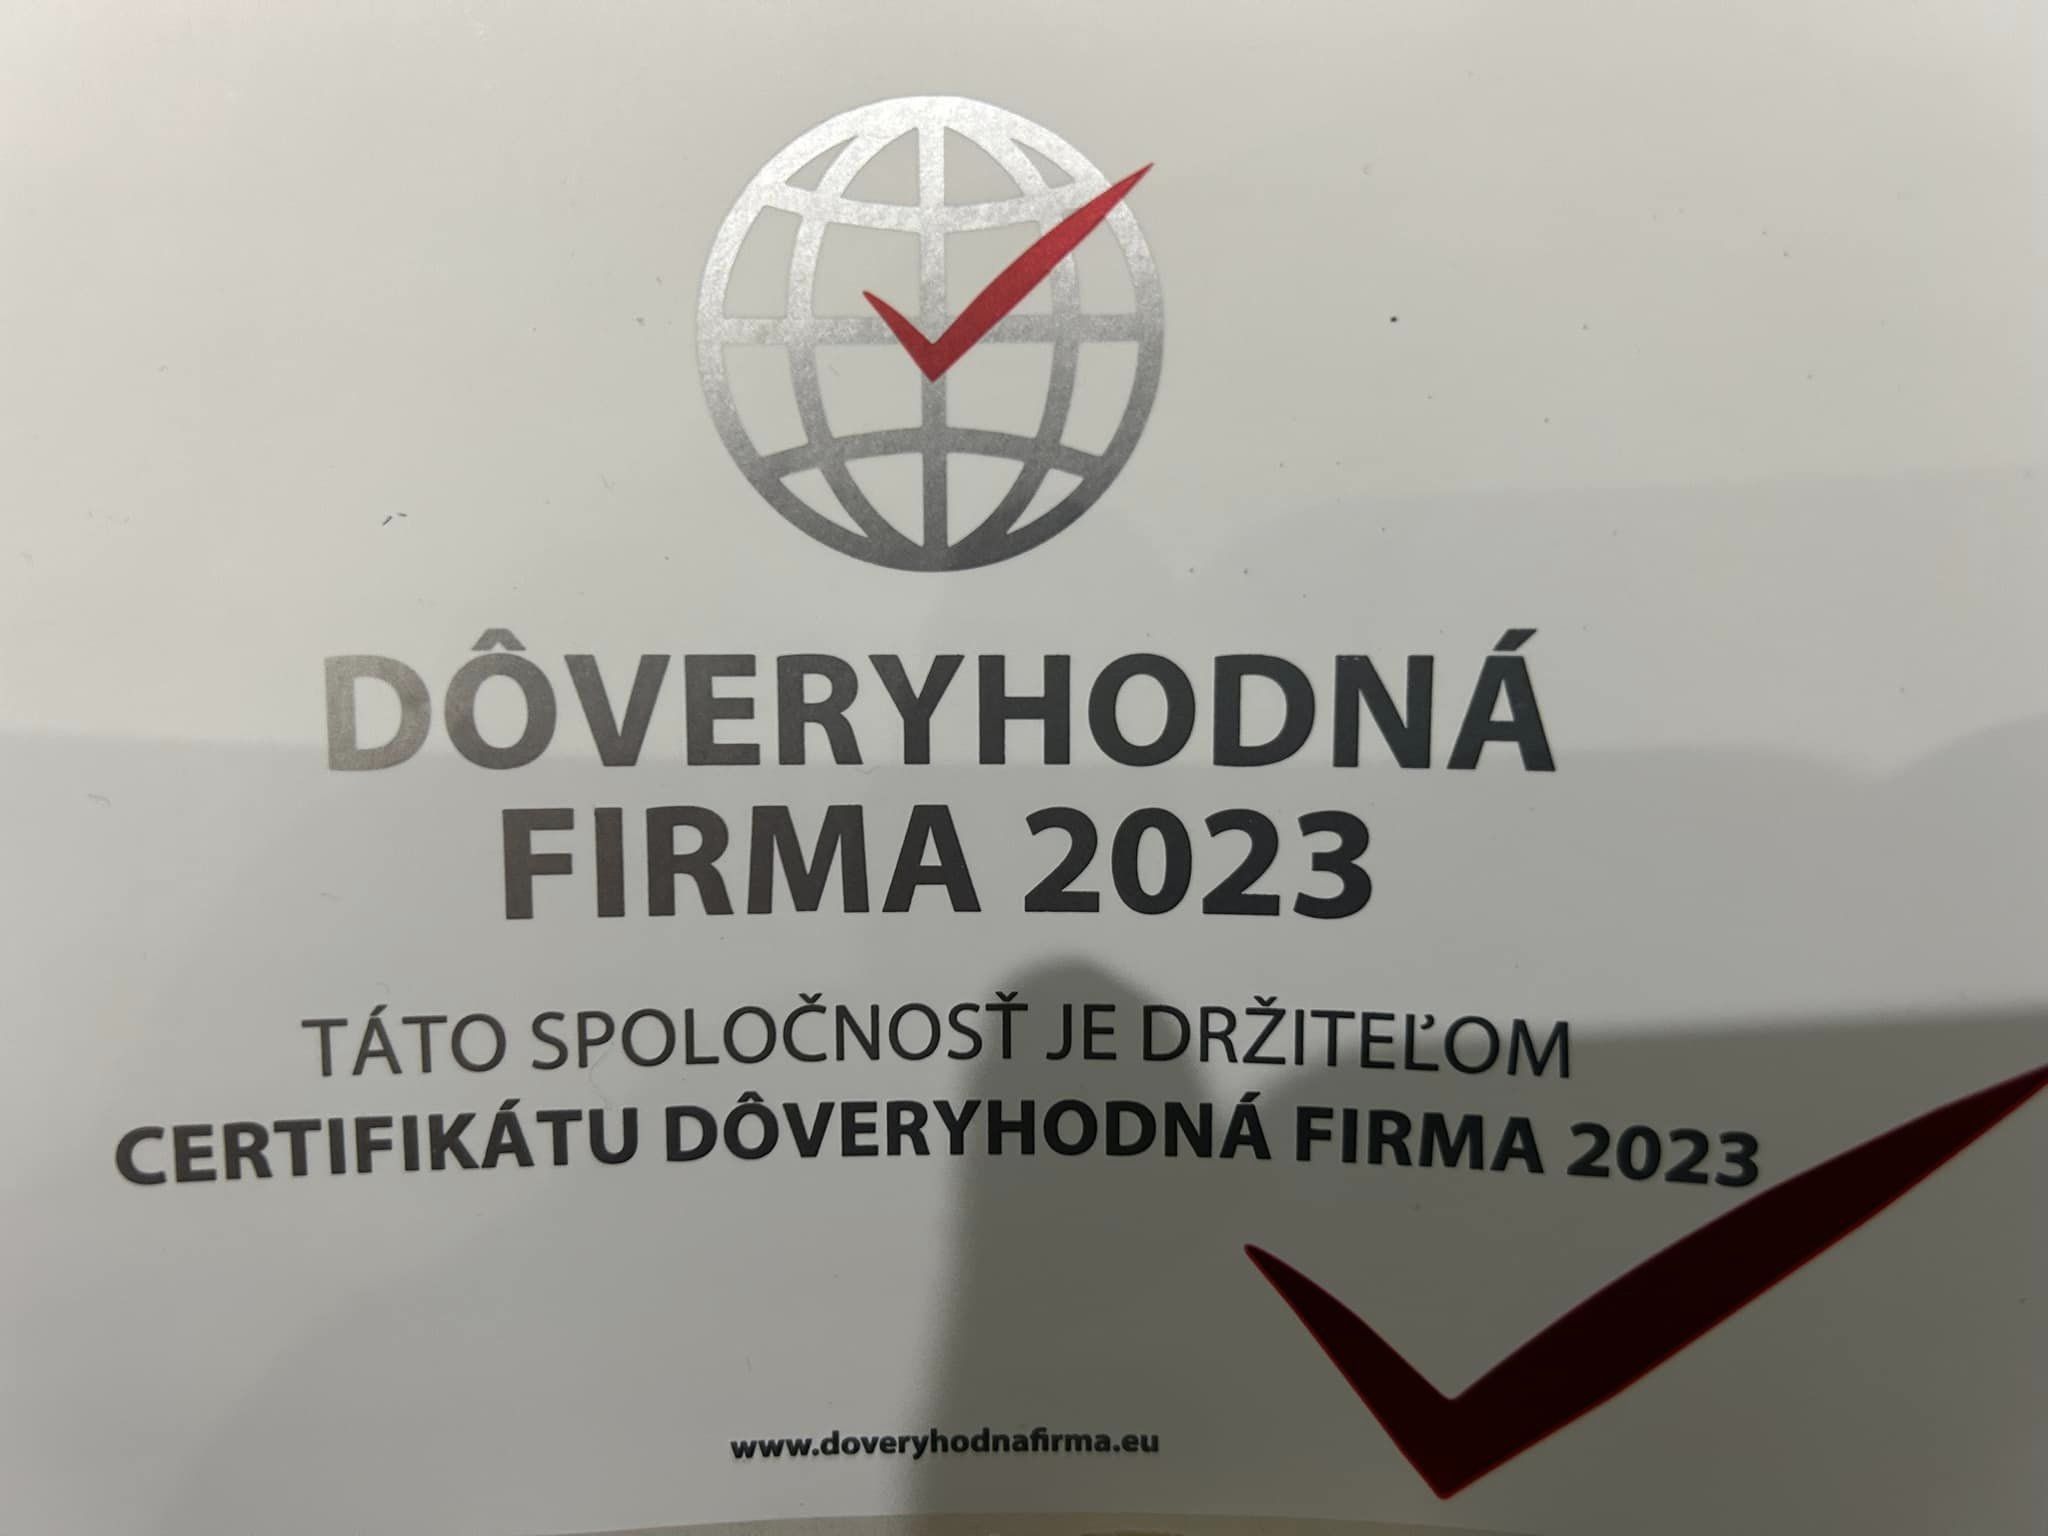 DÔVERYHODNÁ
FIRMA 2023
TÁTO SPOLOČNOSŤ JE DRŽITEĽOM
CERTIFIKÁTU DÔVERYHODNÁ FIRMA 2023
www.doveryhodnafirma.eu